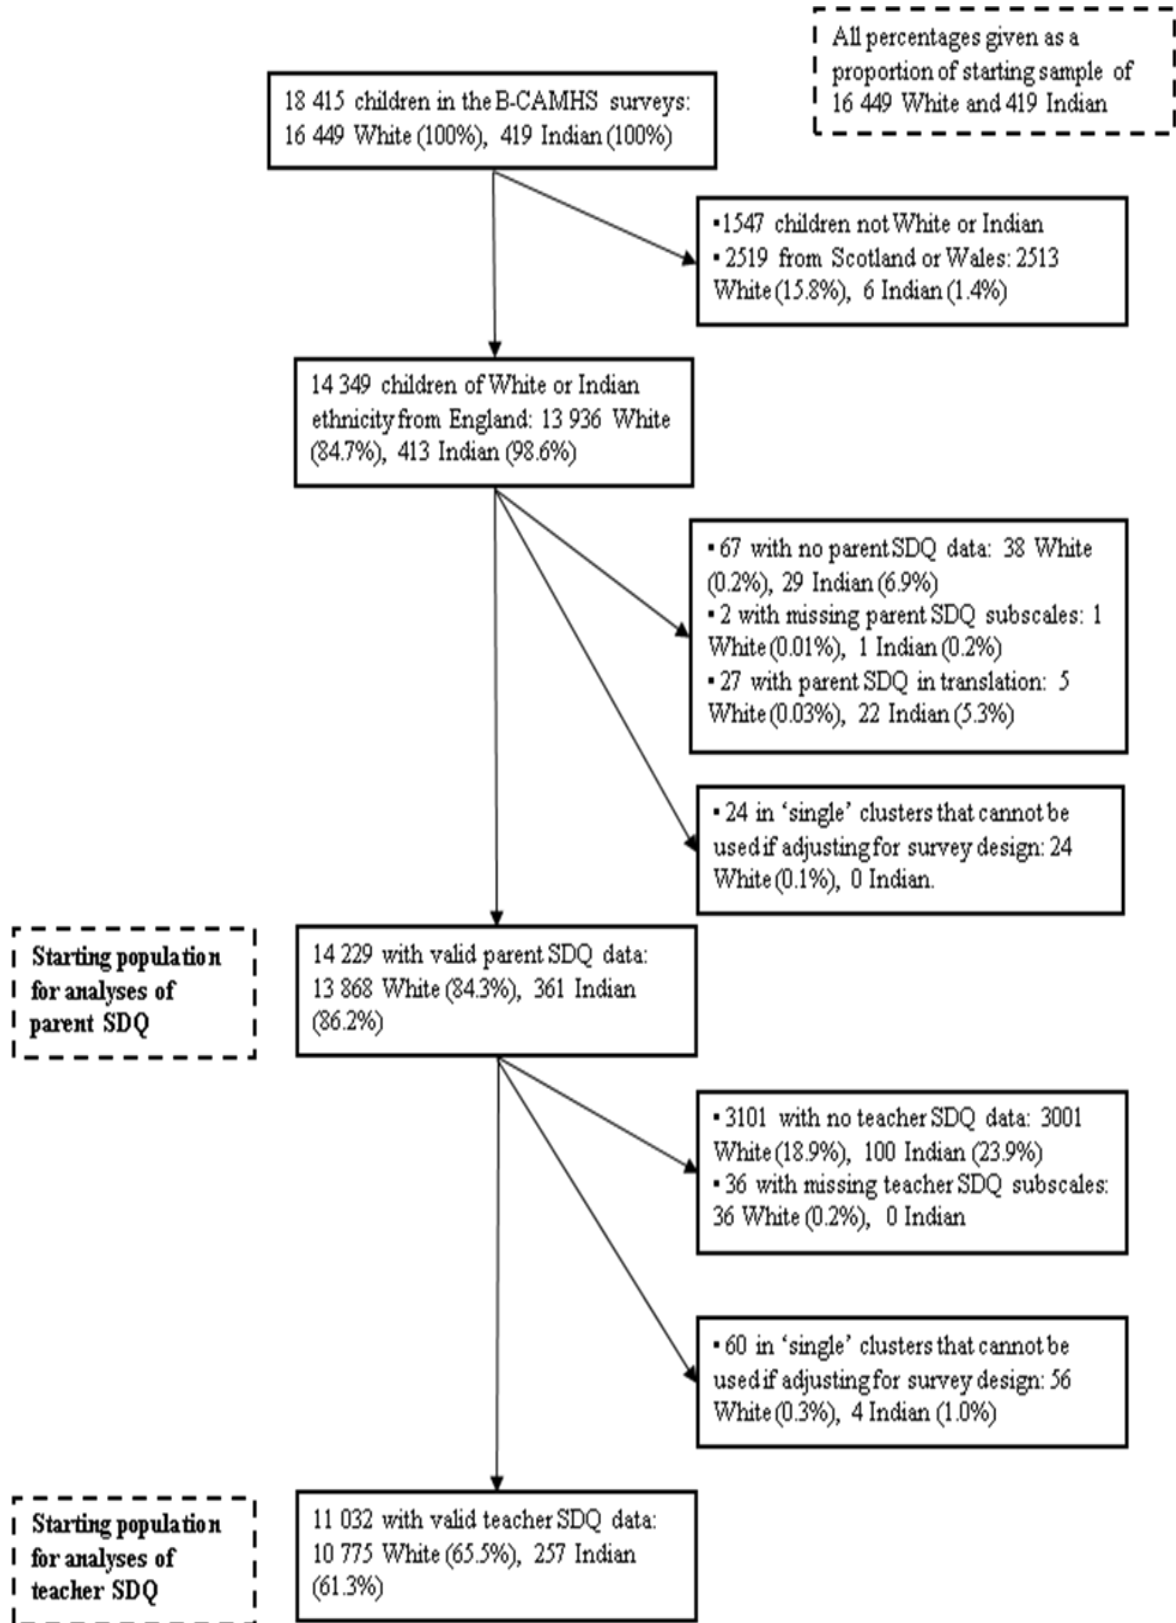 All percentages given as a
proportion of starting sample of
16 449 White and 419 Indian
18 415 children in the B-CAMHS surveys:
16 449 White (100%), 419 Indian (100%)
▪1547 children not White or Indian
▪ 2519 from Scotland or Wales: 2513
White (15.8%), 6 Indian (1.4%)
14 349 children of White or Indian
ethnicity from England: 13 936 White
(84.7%), 413 Indian (98.6%)
▪ 67 with no parent SDQ data: 38 White
(0.2%), 29 Indian (6.9%)
▪ 2 with missing parent SDQ subscales: 1
White (0.01%), 1 Indian (0.2%)
▪ 27 with parent SDQ in translation: 5
White (0.03%), 22 Indian (5.3%)
▪ 24 in ‘single’ clusters that cannot be
used if adjusting for survey design: 24
White (0.1%), 0 Indian.
Starting population
for analyses of
parent SDQ
14 229 with valid parent SDQ data:
13 868 White (84.3%), 361 Indian
(86.2%)
▪ 3101 with no teacher SDQ data: 3001
White (18.9%), 100 Indian (23.9%)
▪ 36 with missing teacher SDQ subscales:
36 White (0.2%), 0 Indian
▪ 60 in ‘single’ clusters that cannot be
used if adjusting for survey design: 56
White (0.3%), 4 Indian (1.0%)
Starting population
for analyses of
teacher SDQ
11 032 with valid teacher SDQ data:
10 775 White (65.5%), 257 Indian
(61.3%)